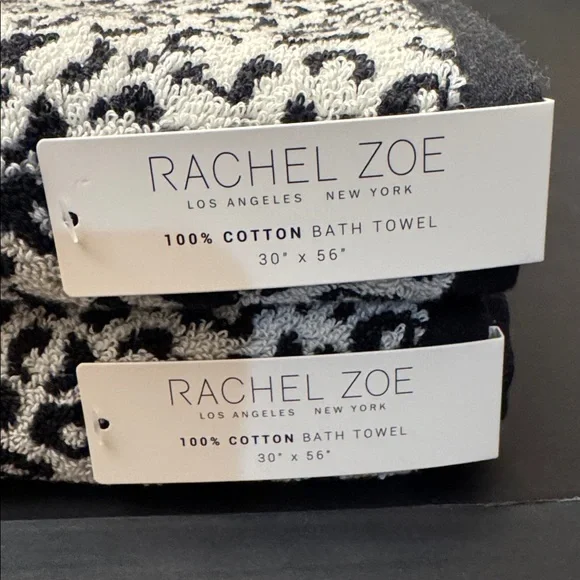 RACHEL ZOE
LOS ANGELES NEW YORK
100% COTTON BATH TOWEL
30" x 56"
RACHEL ZOE
LOS ANGELES NEW YORK
100% COTTON BATH TOWEL
30" x 56"